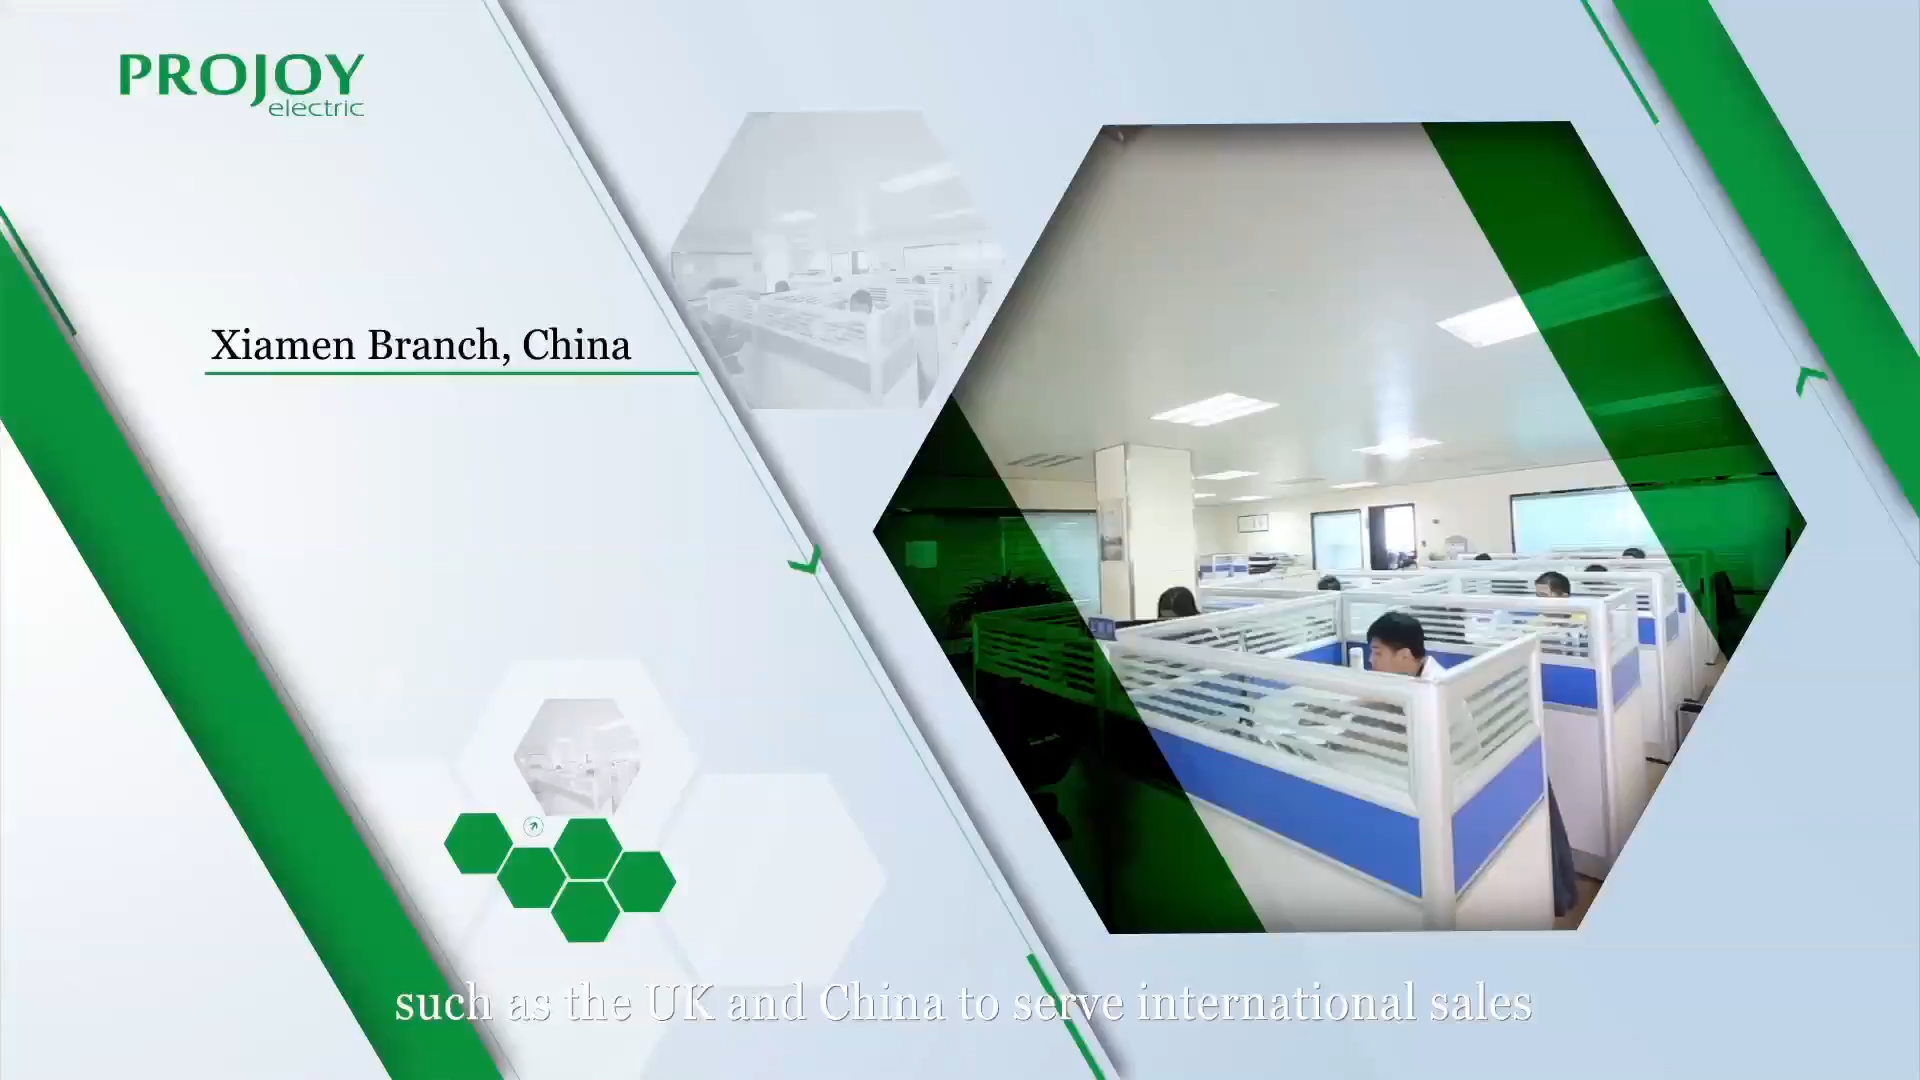 PROJOY
electric
Xiamen Branch, China
such as the UK and China to serve international sales